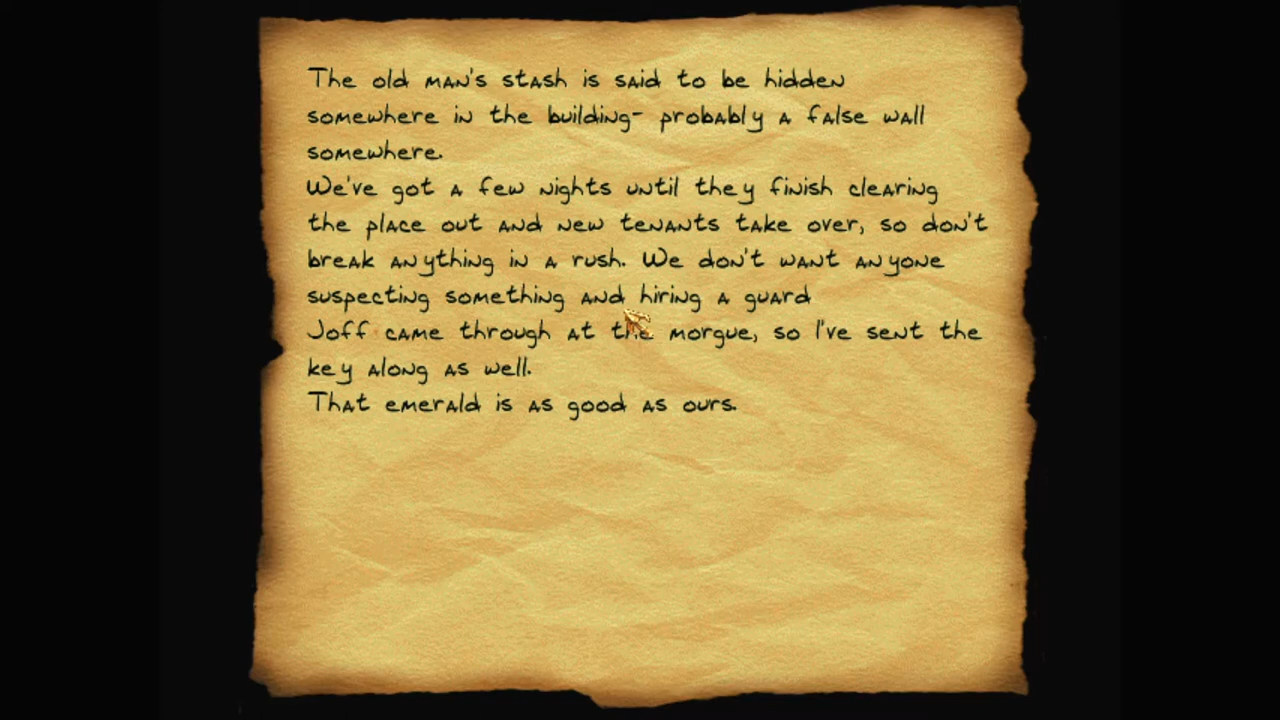 The old man's stash is said to be hidden
somewhere in the building- probably a false wall
somewhere.
We've got a few nights until they finish clearing
the place out and new tenants take over, so don't
break anything in a rush. We don't want anyone
suspecting something and hiring a guard
Joff came through at the morgue, so I've sent the
key along as well.
That emerald is as good as ours.